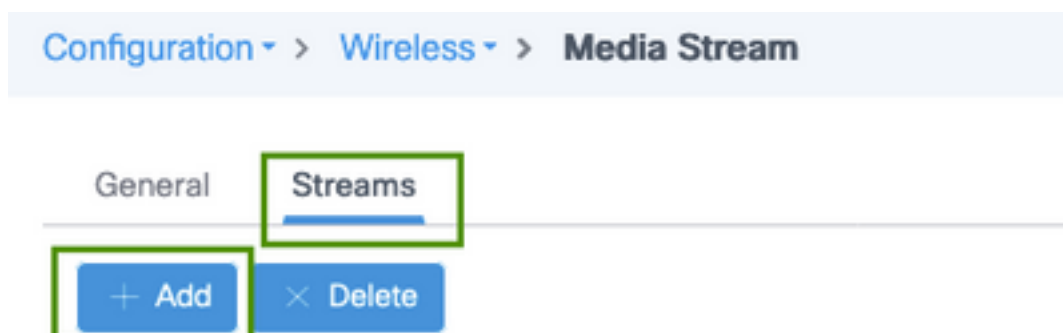 Configuration > Wireless > Media Stream
General Streams
+ Add × Delete